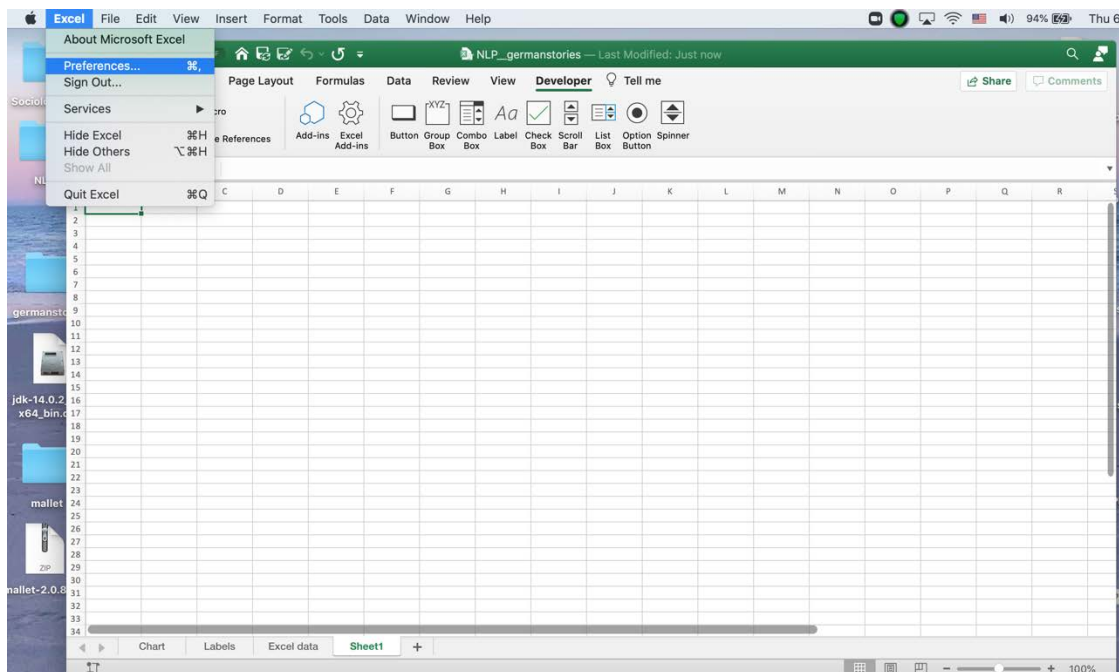 Excel File Edit View Insert Format Tools Data Window Help 94% Thu 6
About Microsoft Excel
Preferences... ⌘,
Sign Out...
Services ▶
Hide Excel ⌘H
Hide Others ⌥⌘H
Show All
Quit Excel ⌘Q
NLP__germanstories — Last Modified: Just now
Page Layout Formulas Data Review View Developer Tell me Share Comments
XYZ Aa
Add-ins Excel Add-ins Button Group Box Combo Box Label Check Box Scroll Bar List Box Option Button Spinner
e References
C D E F G H I J K L M N O P Q R
1
2
3
4
5
6
7
8
9
10
11
12
13
14
15
16
17
18
19
20
21
22
23
24
25
26
27
28
29
30
31
32
33
34
Sociol
NL
germansto
jdk-14.0.2
x64_bin.d
mallet
ZIP
mallet-2.0.8
Chart Labels Excel data Sheet1 +
- + 100%